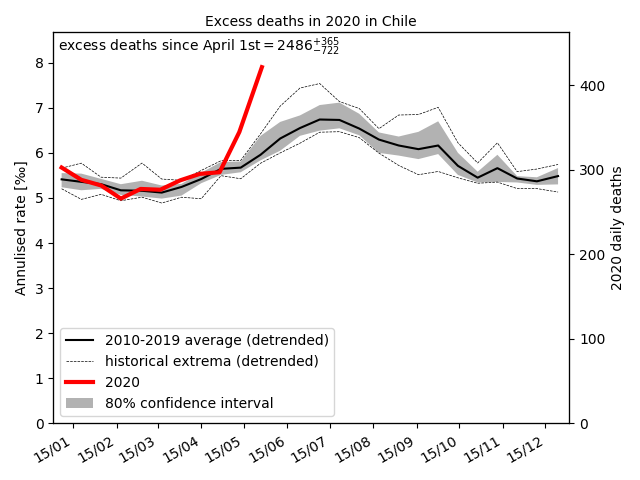 Excess deaths in 2020 in Chile
excess deaths since April 1st = 2486 +365 −722
8
7
6
5
4
3
2
1
0
Annulised rate [‰]
400
300
200
100
0
2020 daily deaths
2010-2019 average (detrended)
historical extrema (detrended)
2020
80% confidence interval
15/01 15/02 15/03 15/04 15/05 15/06 15/07 15/08 15/09 15/10 15/11 15/12